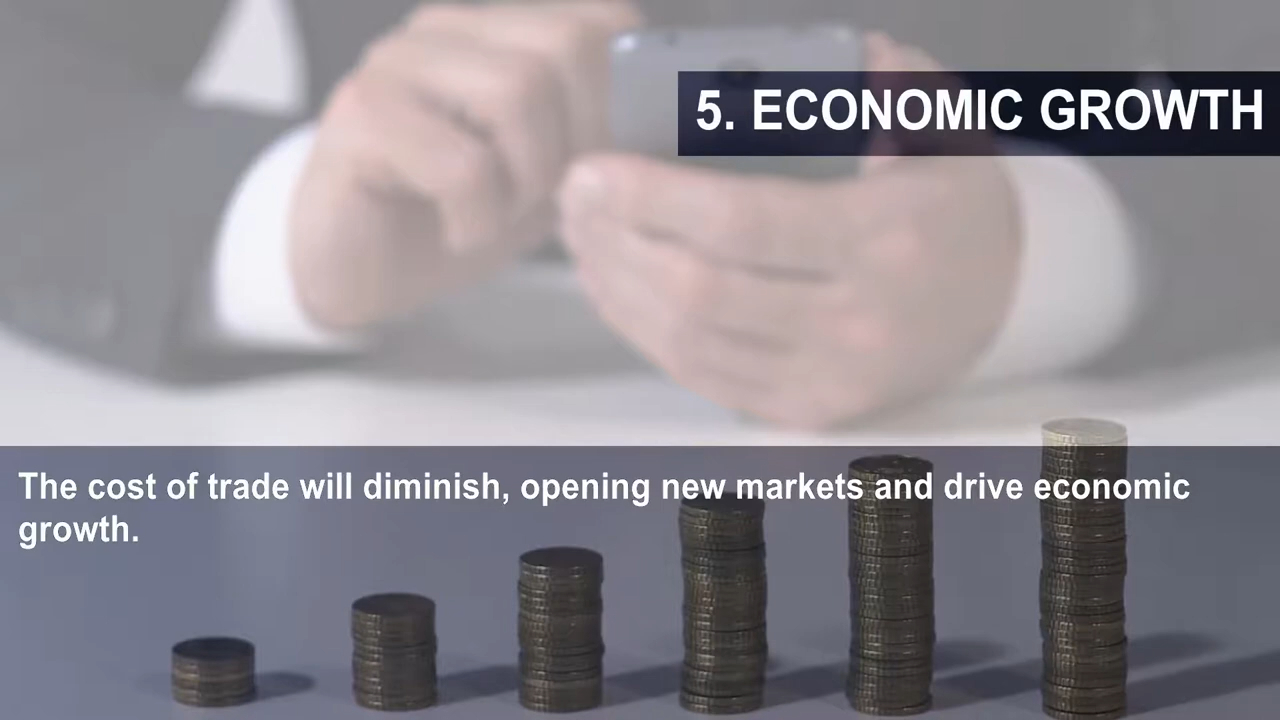 5. ECONOMIC GROWTH
The cost of trade will diminish, opening new markets and drive economic
growth.